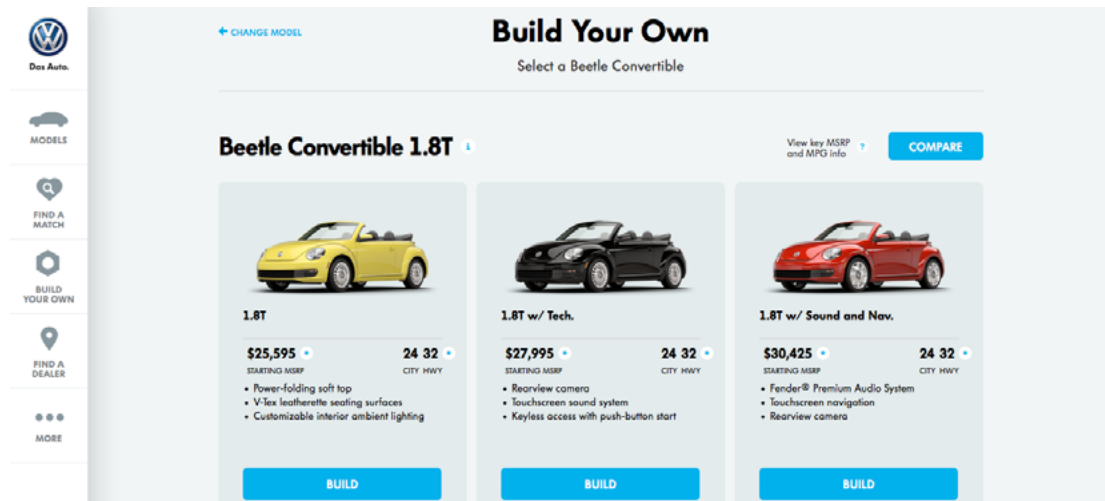 Das Auto.
MODELS
FIND A
MATCH
BUILD
YOUR OWN
FIND A
DEALER
MORE
CHANGE MODEL
Build Your Own
Select a Beetle Convertible
Beetle Convertible 1.8T i
View key MSRP
and MPG info ?
COMPARE
1.8T
$25,595 24 32
STARTING MSRP CITY HWY
• Power-folding soft top
• V-Tex leatherette seating surfaces
• Customizable interior ambient lighting
BUILD
1.8T w/ Tech.
$27,995 24 32
STARTING MSRP CITY HWY
• Rearview camera
• Touchscreen sound system
• Keyless access with push-button start
BUILD
1.8T w/ Sound and Nav.
$30,425 24 32
STARTING MSRP CITY HWY
• Fender® Premium Audio System
• Touchscreen navigation
• Rearview camera
BUILD